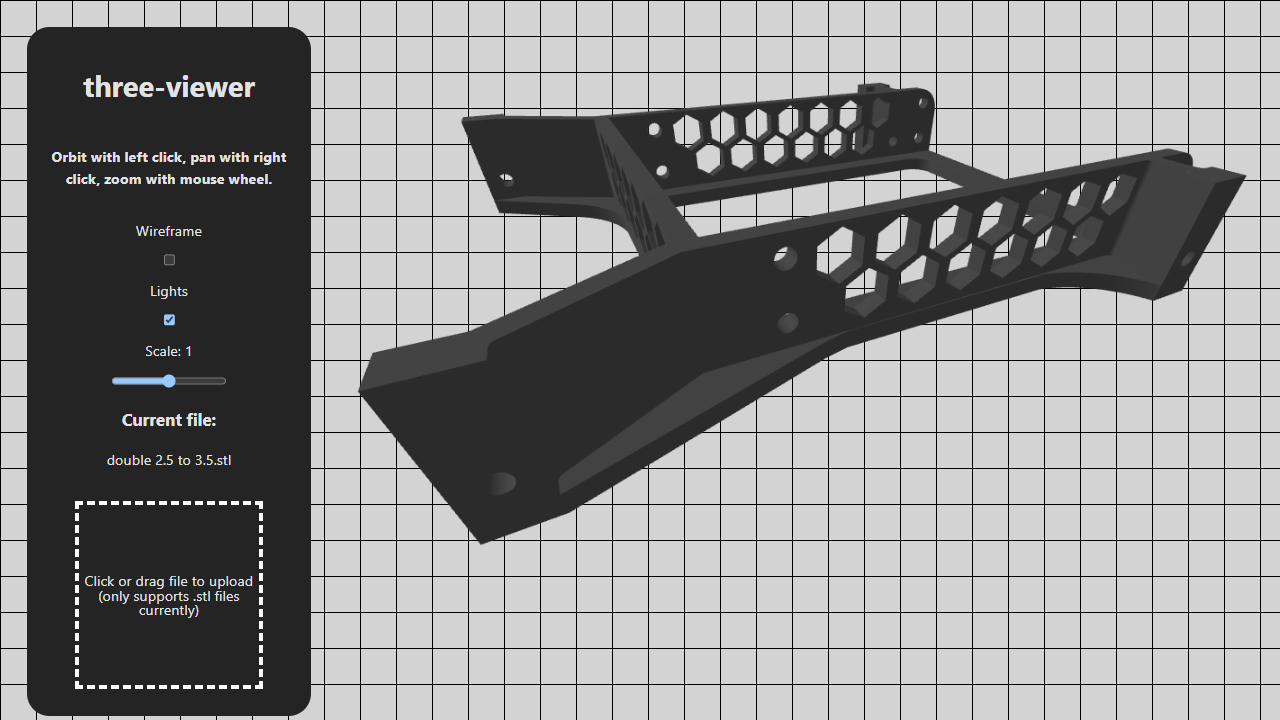 three-viewer
Orbit with left click, pan with right
click, zoom with mouse wheel.
Wireframe
Lights
Scale: 1
Current file:
double 2.5 to 3.5.stl
Click or drag file to upload
(only supports .stl files
currently)